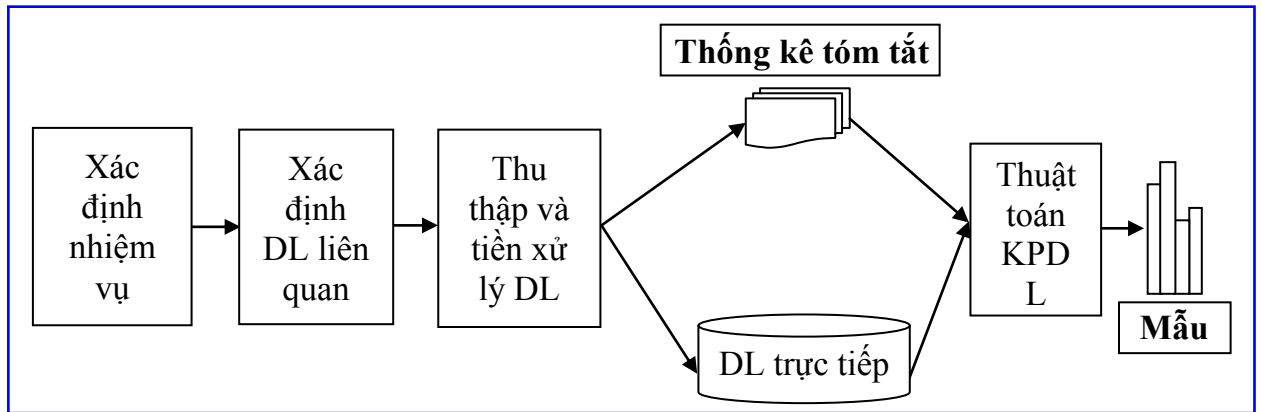 Xác
định
nhiệm
vụ
Xác
định
DL liên
quan
Thu
thập và
tiền xử
lý DL
Thống kê tóm tắt
DL trực tiếp
Thuật
toán
KPD
L
Mẫu